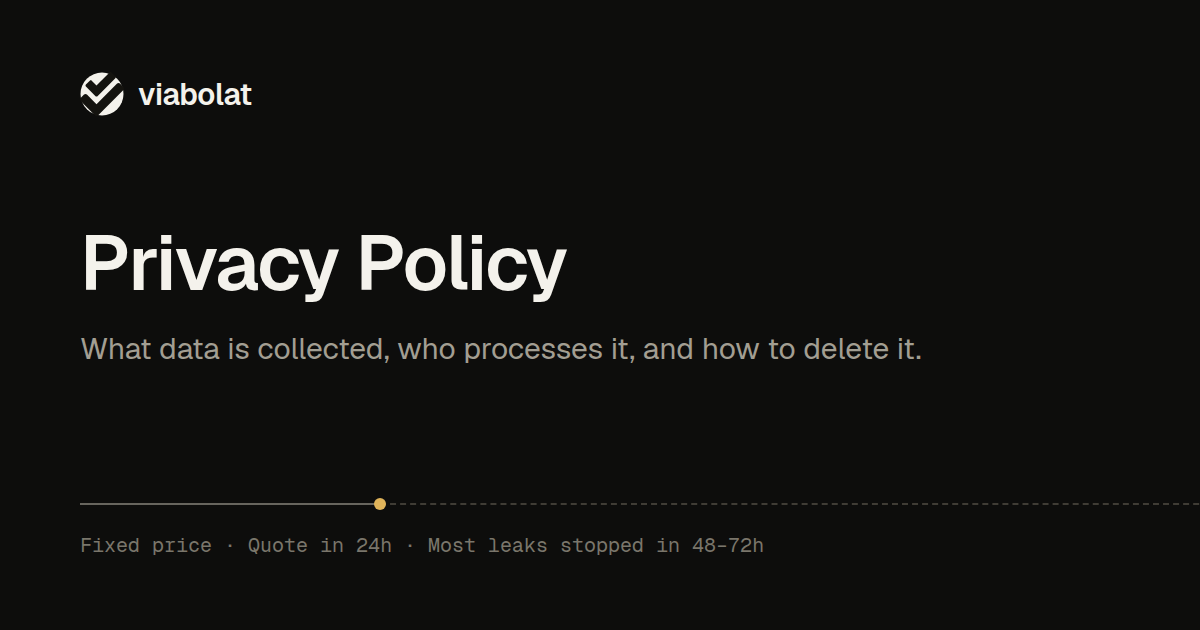 viabolat
Privacy Policy
What data is collected, who processes it, and how to delete it.
Fixed price · Quote in 24h · Most leaks stopped in 48–72h